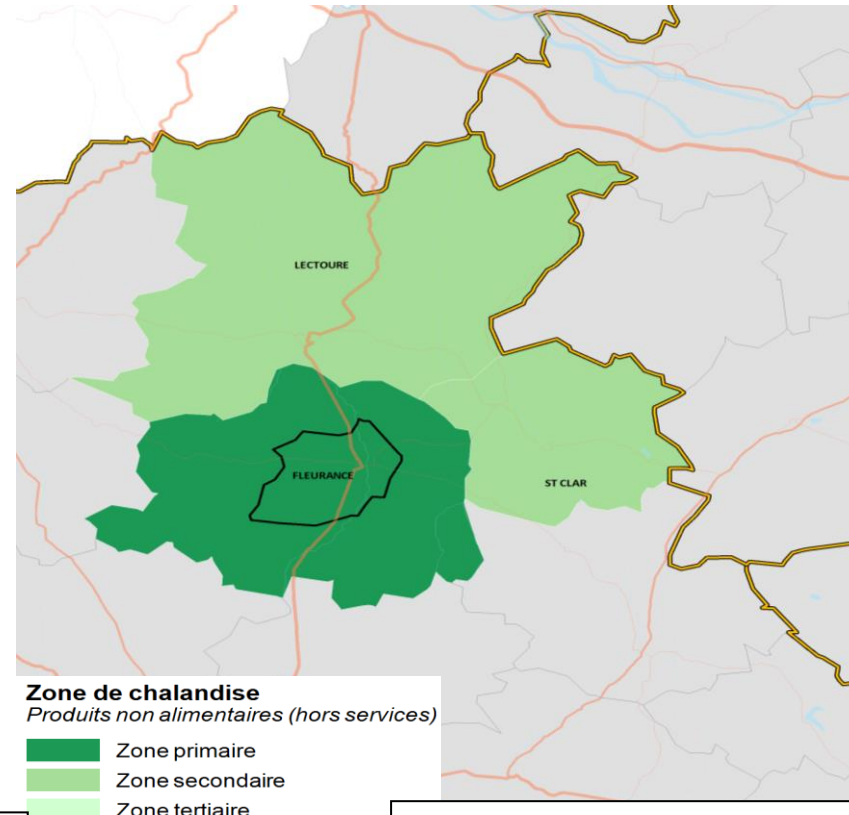 LECTOURE
FLEURANCE
ST CLAR
Zone de chalandise
Produits non alimentaires (hors services)
Zone primaire
Zone secondaire
Zone tertiaire